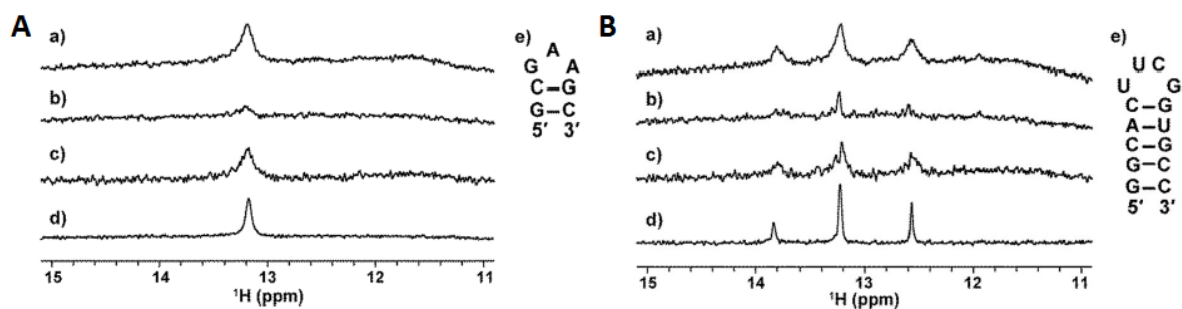 A
a)
b)
c)
d)
15 14 13 12 11
¹H (ppm)
e)
A
G A
C G
G C
5′ 3′
B
a)
b)
c)
d)
15 14 13 12 11
¹H (ppm)
e)
U C
U G
C G
A U
C G
G C
G C
5′ 3′